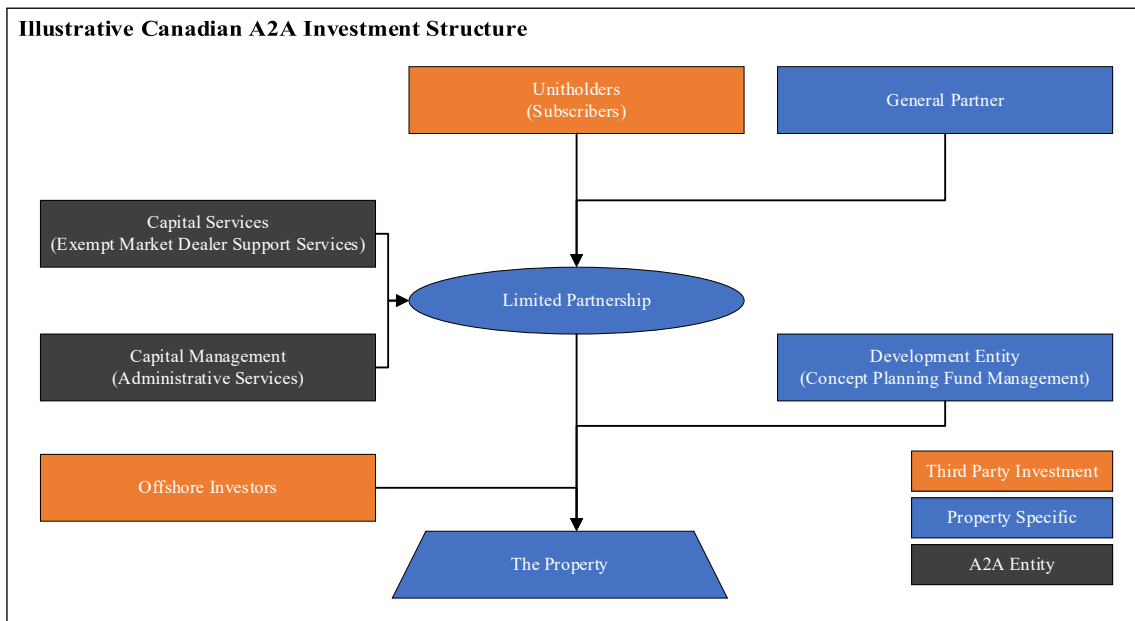 Illustrative Canadian A2A Investment Structure
Unitholders
(Subscribers)
General Partner
Capital Services
(Exempt Market Dealer Support Services)
Limited Partnership
Capital Management
(Administrative Services)
Development Entity
(Concept Planning Fund Management)
Offshore Investors
Third Party Investment
Property Specific
The Property
A2A Entity